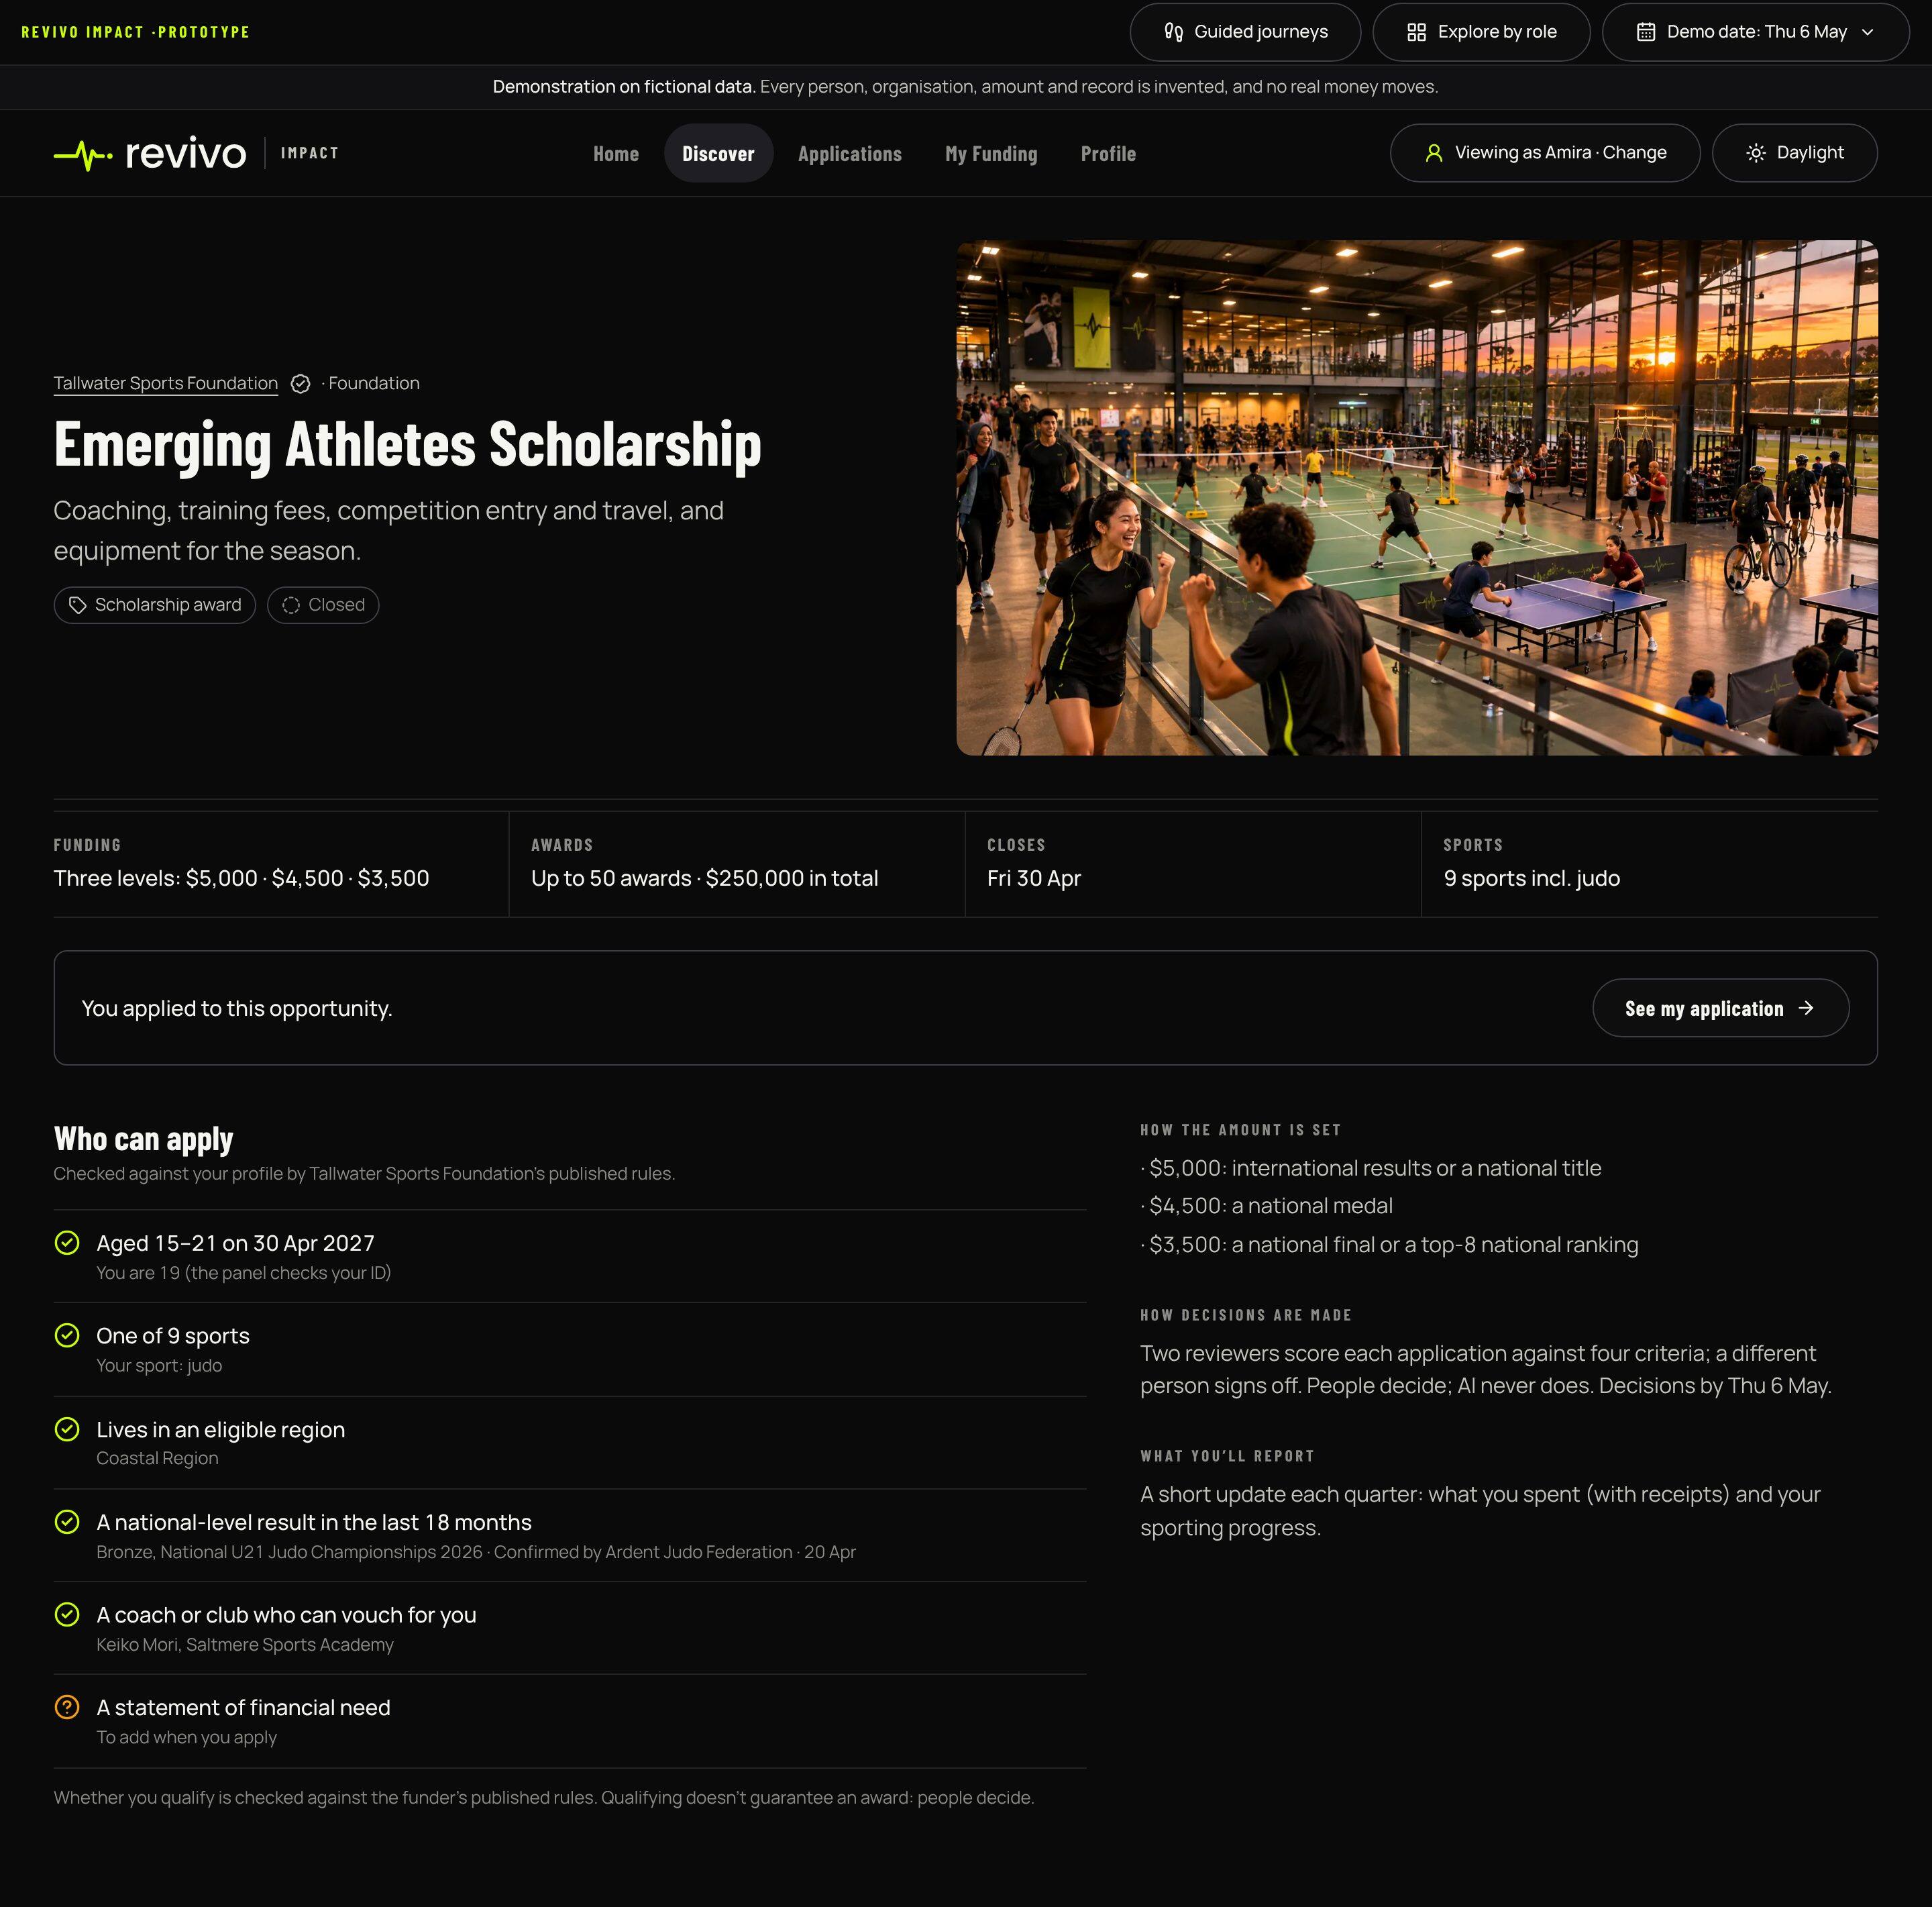 REVIVO IMPACT ·PROTOTYPE
Guided journeys
Explore by role
Demo date: Thu 6 May
Demonstration on fictional data. Every person, organisation, amount and record is invented, and no real money moves.
revivo
IMPACT
Home
Discover
Applications
My Funding
Profile
Viewing as Amira · Change
Daylight
Tallwater Sports Foundation · Foundation
Emerging Athletes Scholarship
Coaching, training fees, competition entry and travel, and
equipment for the season.
Scholarship award
Closed
FUNDING
Three levels: $5,000 · $4,500 · $3,500
AWARDS
Up to 50 awards · $250,000 in total
CLOSES
Fri 30 Apr
SPORTS
9 sports incl. judo
You applied to this opportunity.
See my application
Who can apply
Checked against your profile by Tallwater Sports Foundation's published rules.
Aged 15–21 on 30 Apr 2027
You are 19 (the panel checks your ID)
One of 9 sports
Your sport: judo
Lives in an eligible region
Coastal Region
A national-level result in the last 18 months
Bronze, National U21 Judo Championships 2026 · Confirmed by Ardent Judo Federation · 20 Apr
A coach or club who can vouch for you
Keiko Mori, Saltmere Sports Academy
A statement of financial need
To add when you apply
Whether you qualify is checked against the funder's published rules. Qualifying doesn't guarantee an award: people decide.
HOW THE AMOUNT IS SET
· $5,000: international results or a national title
· $4,500: a national medal
· $3,500: a national final or a top-8 national ranking
HOW DECISIONS ARE MADE
Two reviewers score each application against four criteria; a different
person signs off. People decide; AI never does. Decisions by Thu 6 May.
WHAT YOU'LL REPORT
A short update each quarter: what you spent (with receipts) and your
sporting progress.